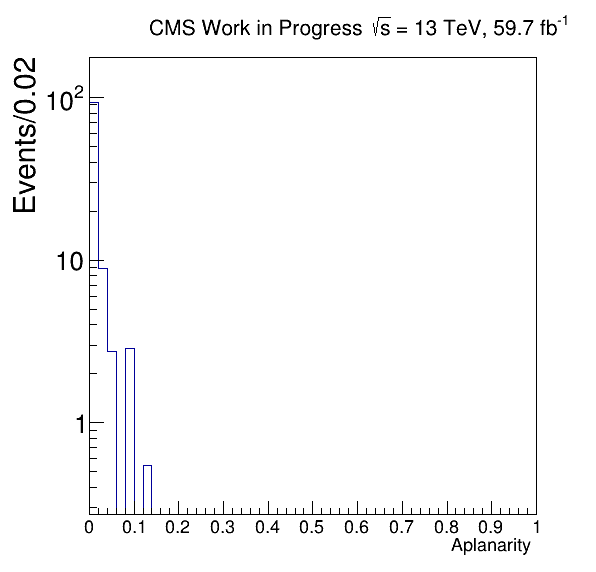 CMS Work in Progress √s = 13 TeV, 59.7 fb⁻¹
Events/0.02
10²
10
1
0 0.1 0.2 0.3 0.4 0.5 0.6 0.7 0.8 0.9 1
Aplanarity